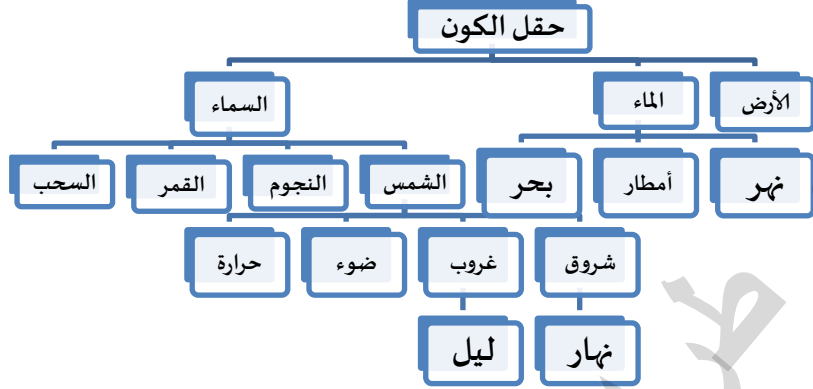 حقل الكون
الأرض
الماء
السماء
نهر
أمطار
بحر
الشمس
النجوم
القمر
السحب
شروق
غروب
ضوء
حرارة
نهار
ليل